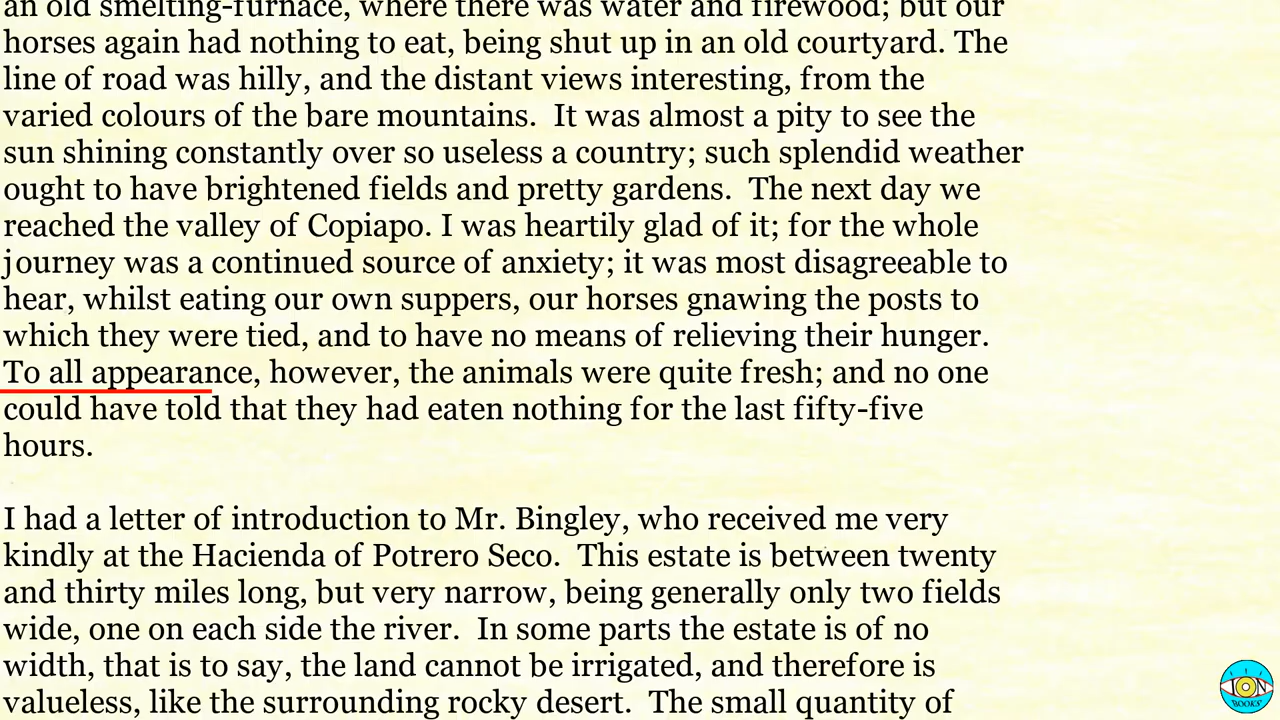 an old smelting-furnace, where there was water and firewood; but our
horses again had nothing to eat, being shut up in an old courtyard. The
line of road was hilly, and the distant views interesting, from the
varied colours of the bare mountains.  It was almost a pity to see the
sun shining constantly over so useless a country; such splendid weather
ought to have brightened fields and pretty gardens.  The next day we
reached the valley of Copiapo. I was heartily glad of it; for the whole
journey was a continued source of anxiety; it was most disagreeable to
hear, whilst eating our own suppers, our horses gnawing the posts to
which they were tied, and to have no means of relieving their hunger.
To all appearance, however, the animals were quite fresh; and no one
could have told that they had eaten nothing for the last fifty-five
hours.
I had a letter of introduction to Mr. Bingley, who received me very
kindly at the Hacienda of Potrero Seco.  This estate is between twenty
and thirty miles long, but very narrow, being generally only two fields
wide, one on each side the river.  In some parts the estate is of no
width, that is to say, the land cannot be irrigated, and therefore is
valueless, like the surrounding rocky desert.  The small quantity of
ION
BOOKS